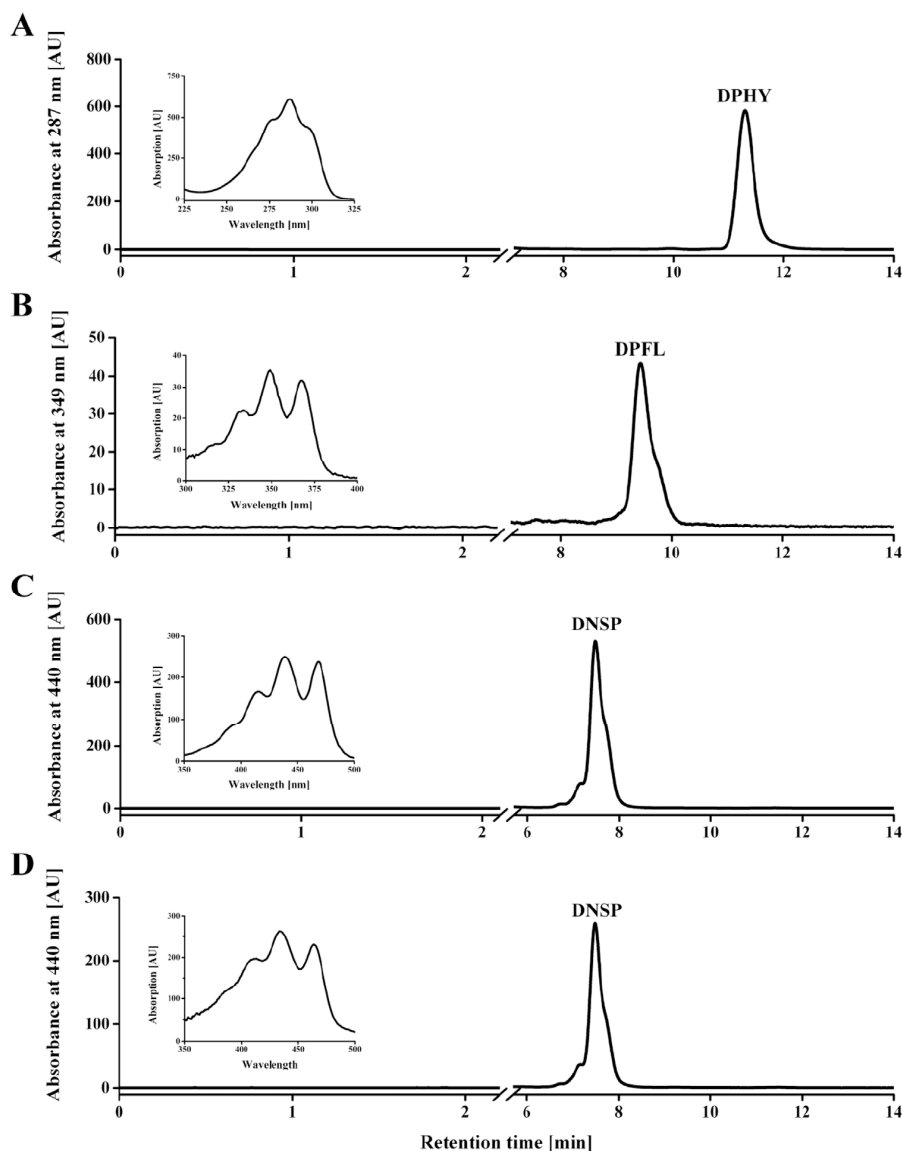 A
Absorbance at 287 nm [AU]
800
600
400
200
0
DPHY
Absorption [AU]
750
500
250
0
225 250 275 300 325
Wavelength [nm]
0 1 2 8 10 12 14
B
Absorbance at 349 nm [AU]
50
40
30
20
10
0
DPFL
Absorption [AU]
40
30
20
10
0
300 325 350 375 400
Wavelength [nm]
0 1 2 8 10 12 14
C
Absorbance at 440 nm [AU]
600
400
200
0
DNSP
Absorption [AU]
300
200
100
0
350 400 450 500
Wavelength [nm]
0 1 2 6 8 10 12 14
D
Absorbance at 440 nm [AU]
300
200
100
0
DNSP
Absorption [AU]
300
200
100
0
350 400 450 500
Wavelength
0 1 2 6 8 10 12 14
Retention time [min]